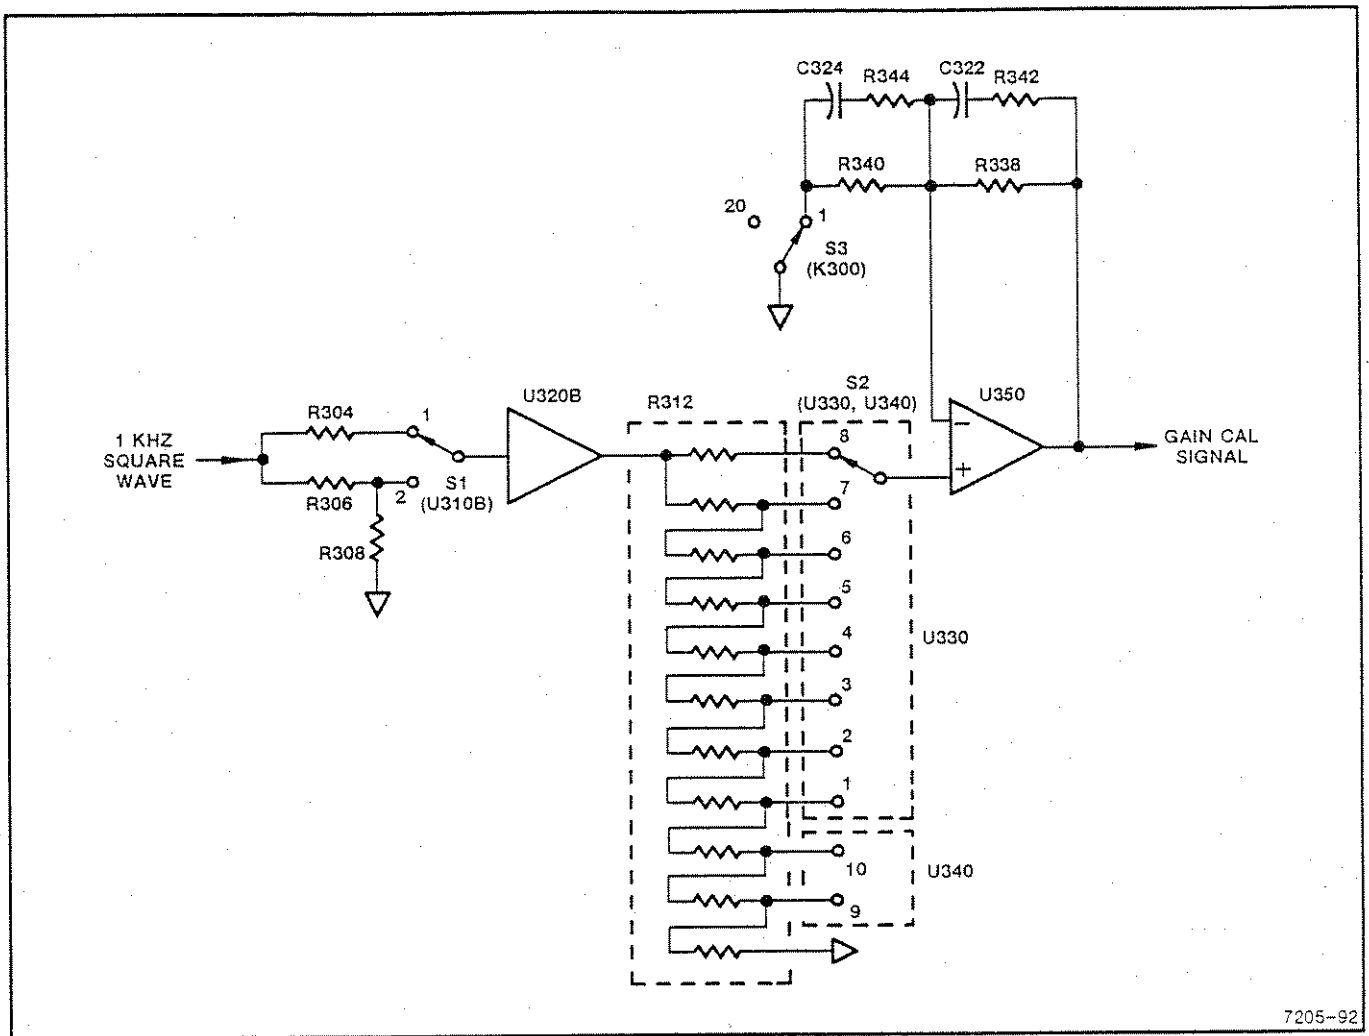 C324 R344 C322 R342
R340 R338
20 1
S3
(K300)
U320B R312 S2 U350
(U330, U340)
R304 1 8 −
1 KHZ
SQUARE
WAVE
GAIN CAL
SIGNAL
+
R306 2 S1
(U310B)
7
R308
6
5
4 U330
3
2
1
10 U340
9
7205-92